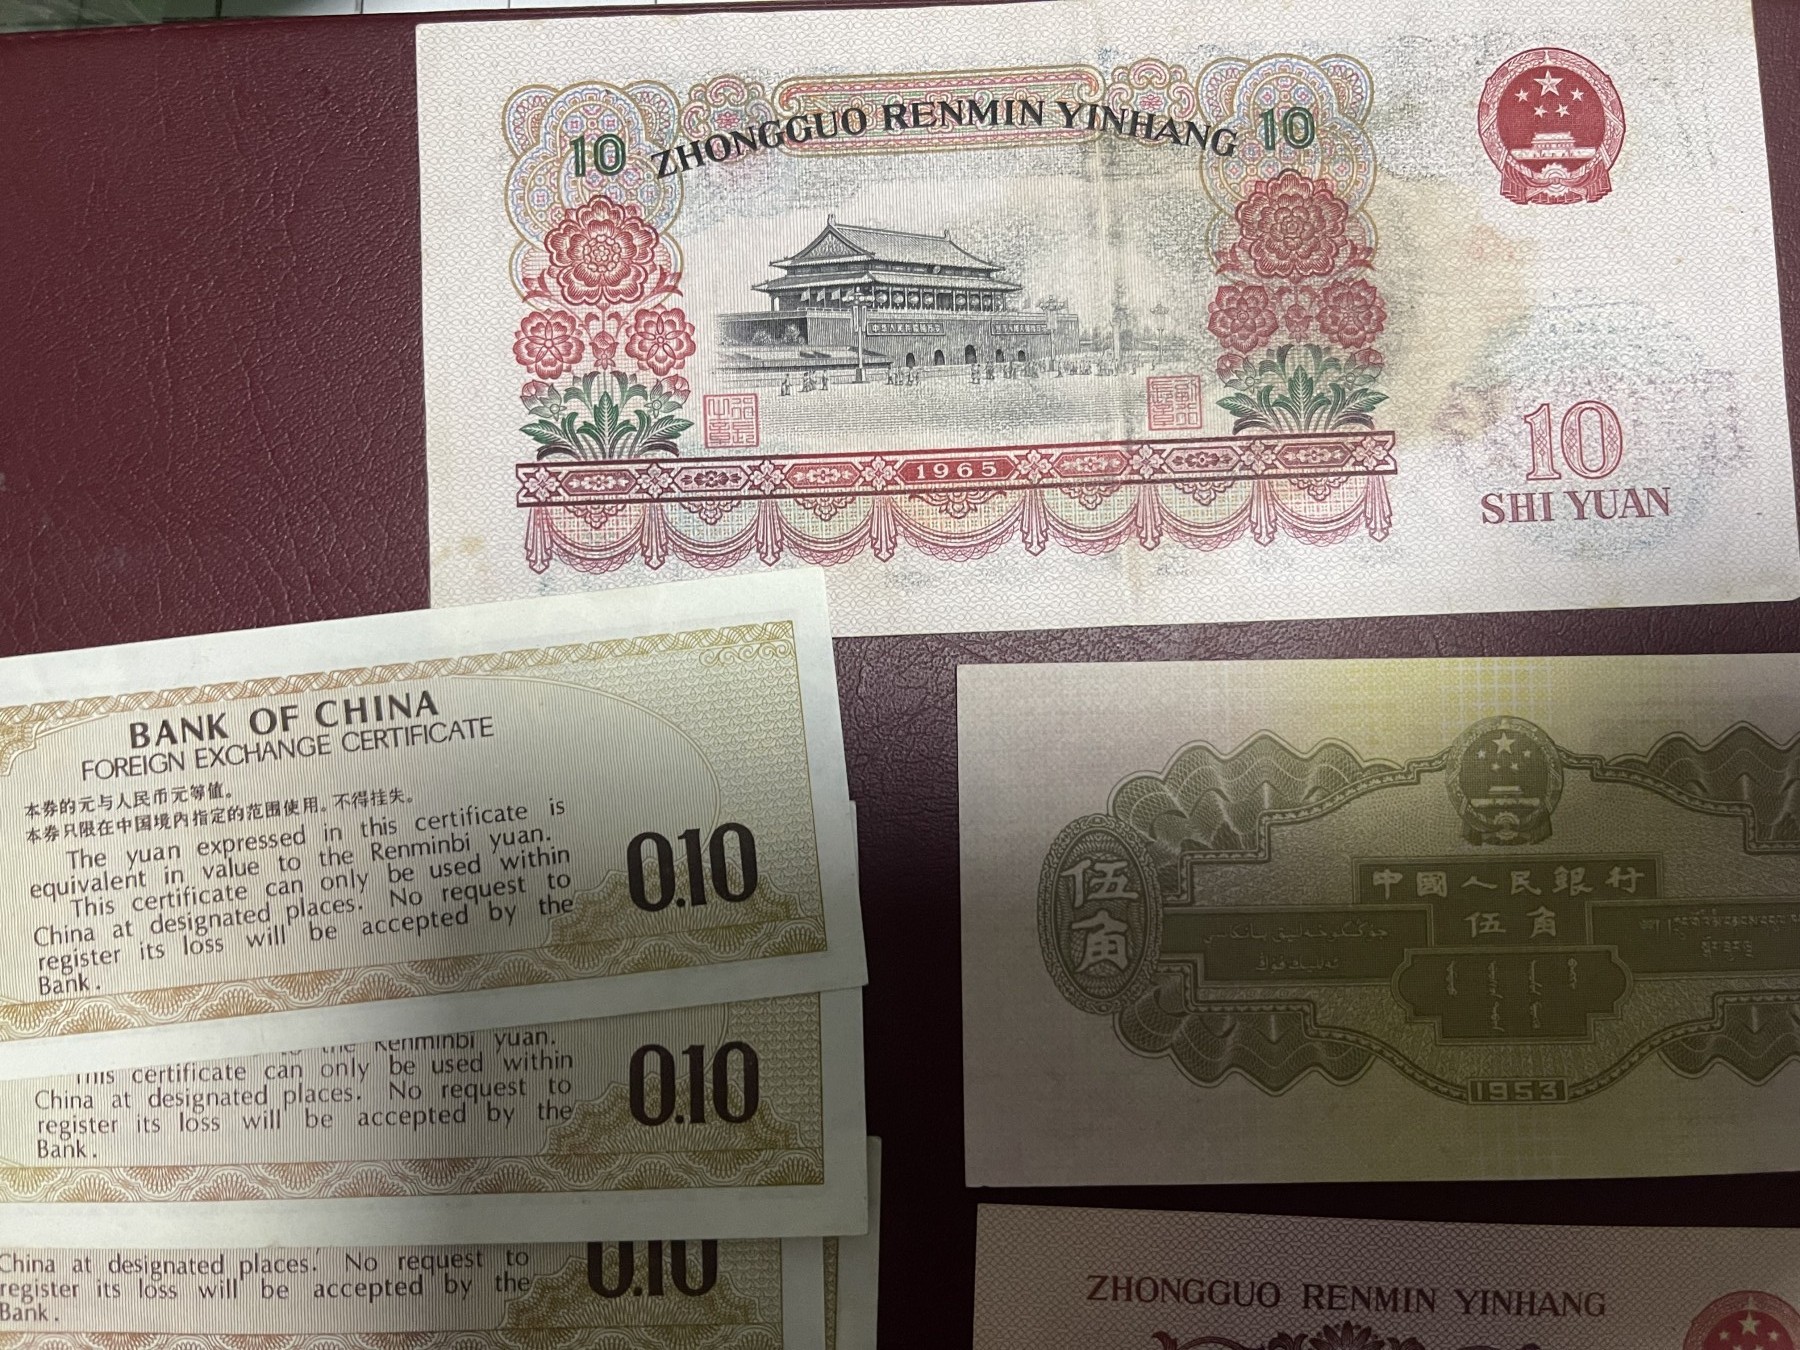 10 ZHONGGUO RENMIN YINHANG 10
1965
10
SHI YUAN
BANK OF CHINA
FOREIGN EXCHANGE CERTIFICATE
本券的元与人民币元等值。
本券只限在中国境内指定的范围使用。不得挂失。
The yuan expressed in this certificate is
equivalent in value to the Renminbi yuan.
This certificate can only be used within
China at designated places. No request to
register its loss will be accepted by the
Bank.
0.10
the Renminbi yuan.
This certificate can only be used within
China at designated places. No request to
register its loss will be accepted by the
Bank.
0.10
China at designated places. No request to
register its loss will be accepted by the
Bank.
0.10
伍角
中國人民銀行
伍角
1953
ZHONGGUO RENMIN YINHANG